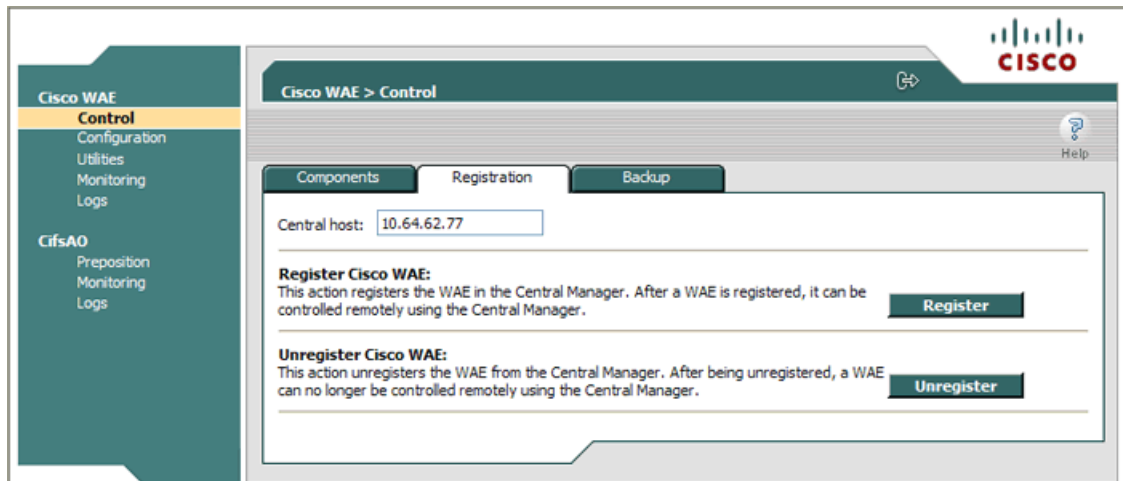 CISCO
Cisco WAE
Control
Configuration
Utilities
Monitoring
Logs
CifsAO
Preposition
Monitoring
Logs
Cisco WAE > Control
?
Help
Components
Registration
Backup
Central host: 10.64.62.77
Register Cisco WAE:
This action registers the WAE in the Central Manager. After a WAE is registered, it can be
controlled remotely using the Central Manager.
Register
Unregister Cisco WAE:
This action unregisters the WAE from the Central Manager. After being unregistered, a WAE
can no longer be controlled remotely using the Central Manager.
Unregister